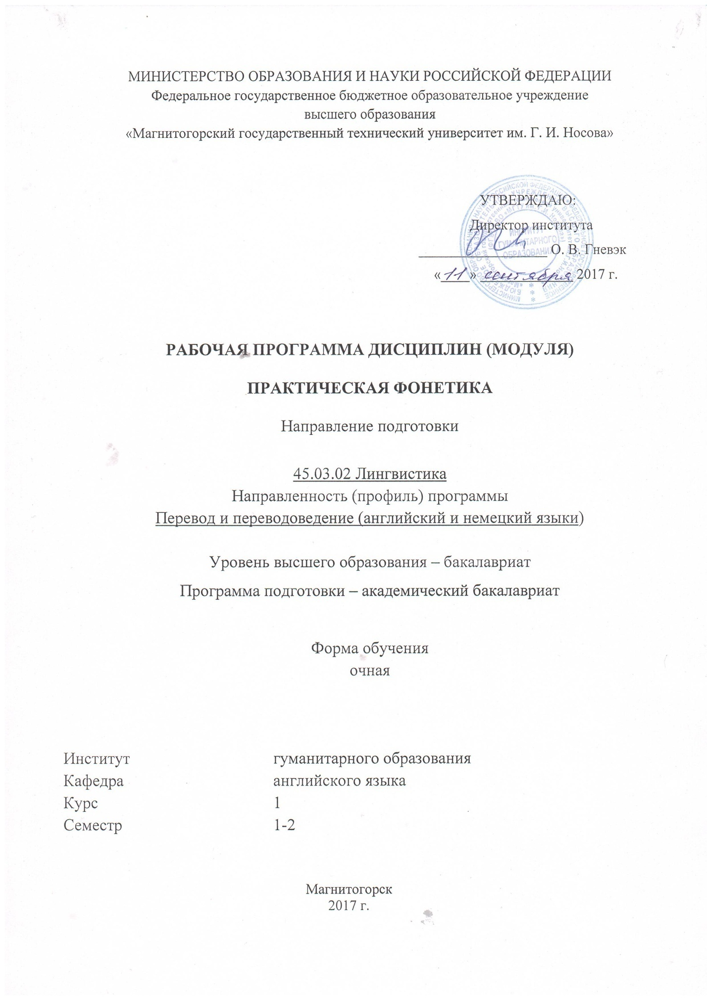 МИНИСТЕРСТВО ОБРАЗОВАНИЯ И НАУКИ РОССИЙСКОЙ ФЕДЕРАЦИИ
Федеральное государственное бюджетное образовательное учреждение
высшего образования
«Магнитогорский государственный технический университет им. Г. И. Носова»
УТВЕРЖДАЮ:
Директор института
О. В. Гневэк
«11» сентября 2017 г.
ИНСТИТУТ
ГУМАНИТАРНОГО
ОБРАЗОВАНИЯ
РАБОЧАЯ ПРОГРАММА ДИСЦИПЛИН (МОДУЛЯ)
ПРАКТИЧЕСКАЯ ФОНЕТИКА
Направление подготовки
45.03.02 Лингвистика
Направленность (профиль) программы
Перевод и переводоведение (английский и немецкий языки)
Уровень высшего образования – бакалавриат
Программа подготовки – академический бакалавриат
Форма обучения
очная
Институт гуманитарного образования
Кафедра английского языка
Курс 1
Семестр 1-2
Магнитогорск
2017 г.